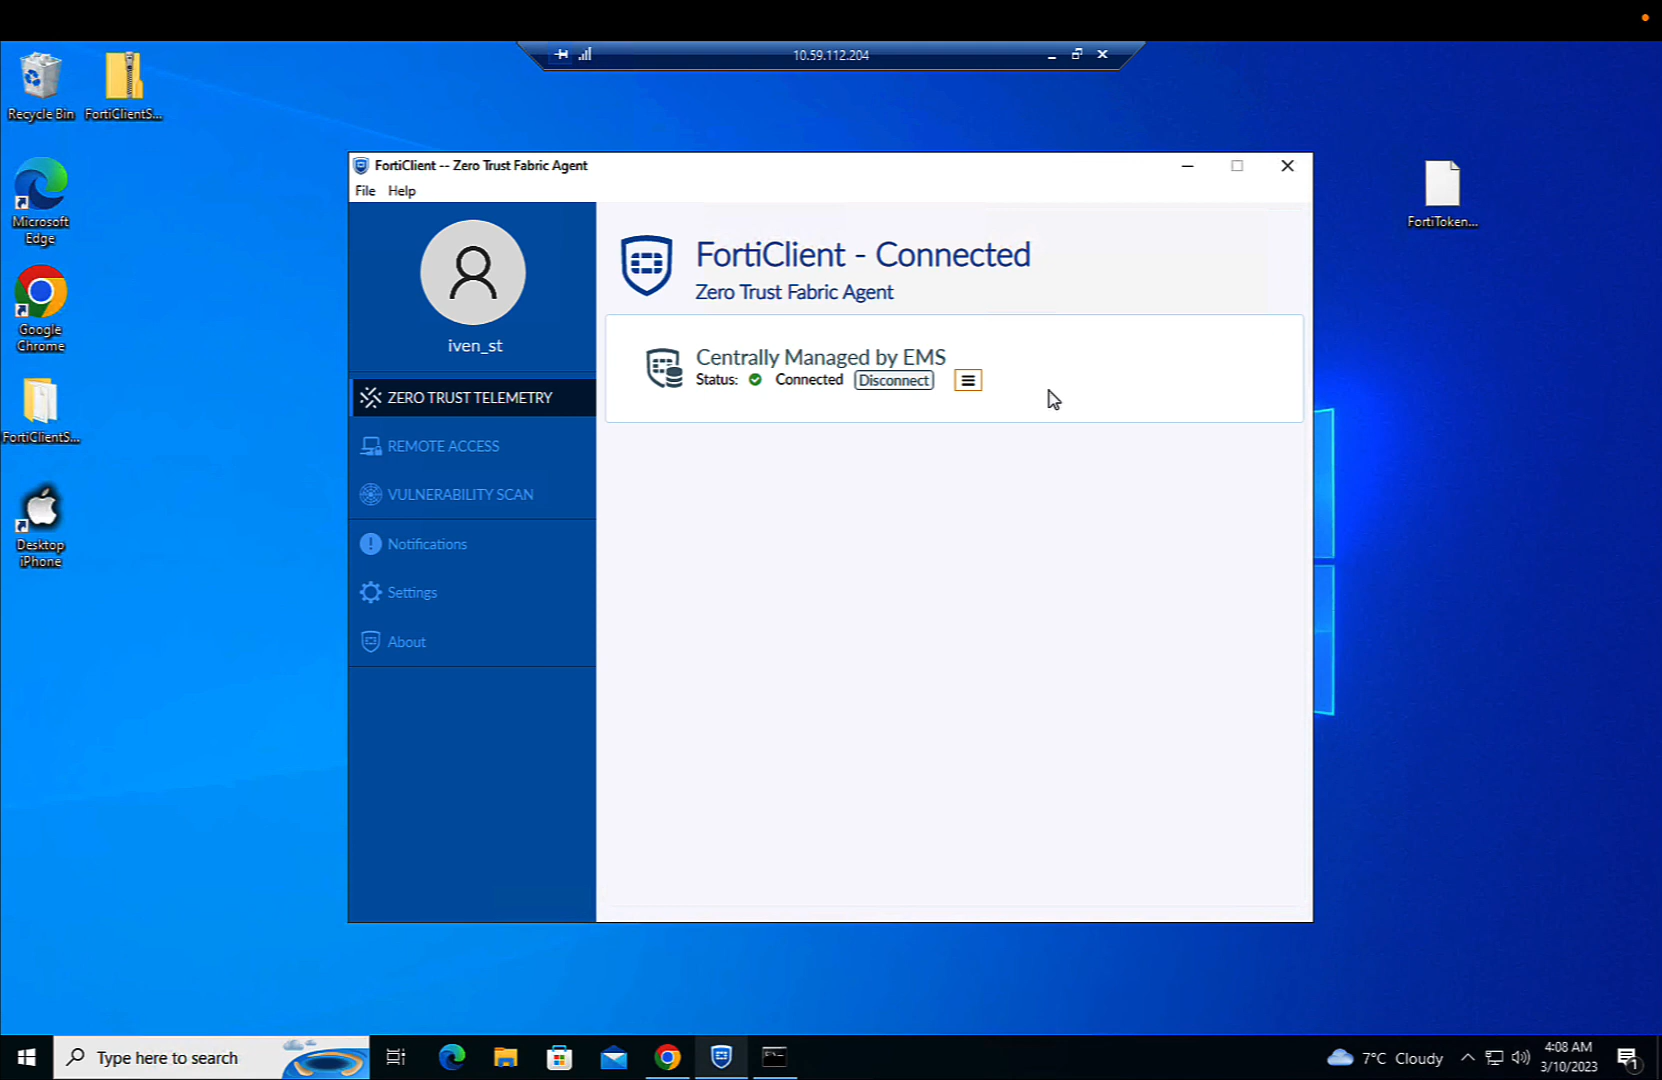 10.59.112.204
Recycle Bin
FortiClientS...
Microsoft
Edge
Google
Chrome
FortiClientS...
Desktop
iPhone
FortiToken...
FortiClient -- Zero Trust Fabric Agent
File Help
iven_st
ZERO TRUST TELEMETRY
REMOTE ACCESS
VULNERABILITY SCAN
Notifications
Settings
About
FortiClient - Connected
Zero Trust Fabric Agent
Centrally Managed by EMS
Status: Connected Disconnect
Type here to search
7°C Cloudy
4:08 AM
3/10/2023
1